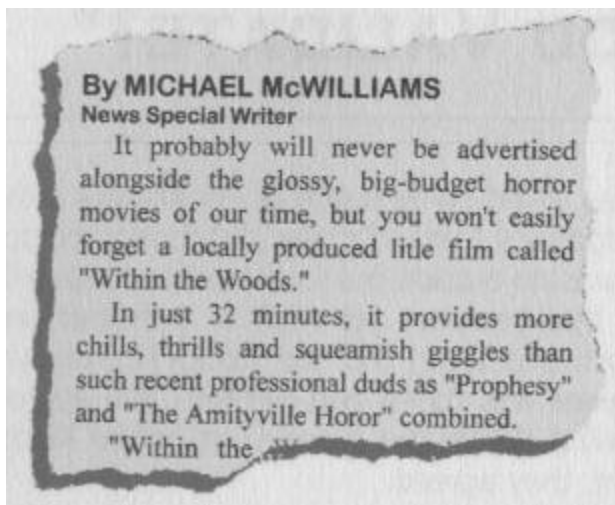 By MICHAEL McWILLIAMS
News Special Writer
It probably will never be advertised
alongside the glossy, big-budget horror
movies of our time, but you won't easily
forget a locally produced litle film called
"Within the Woods."
In just 32 minutes, it provides more
chills, thrills and squeamish giggles than
such recent professional duds as "Prophesy"
and "The Amityville Horor" combined.
"Within the